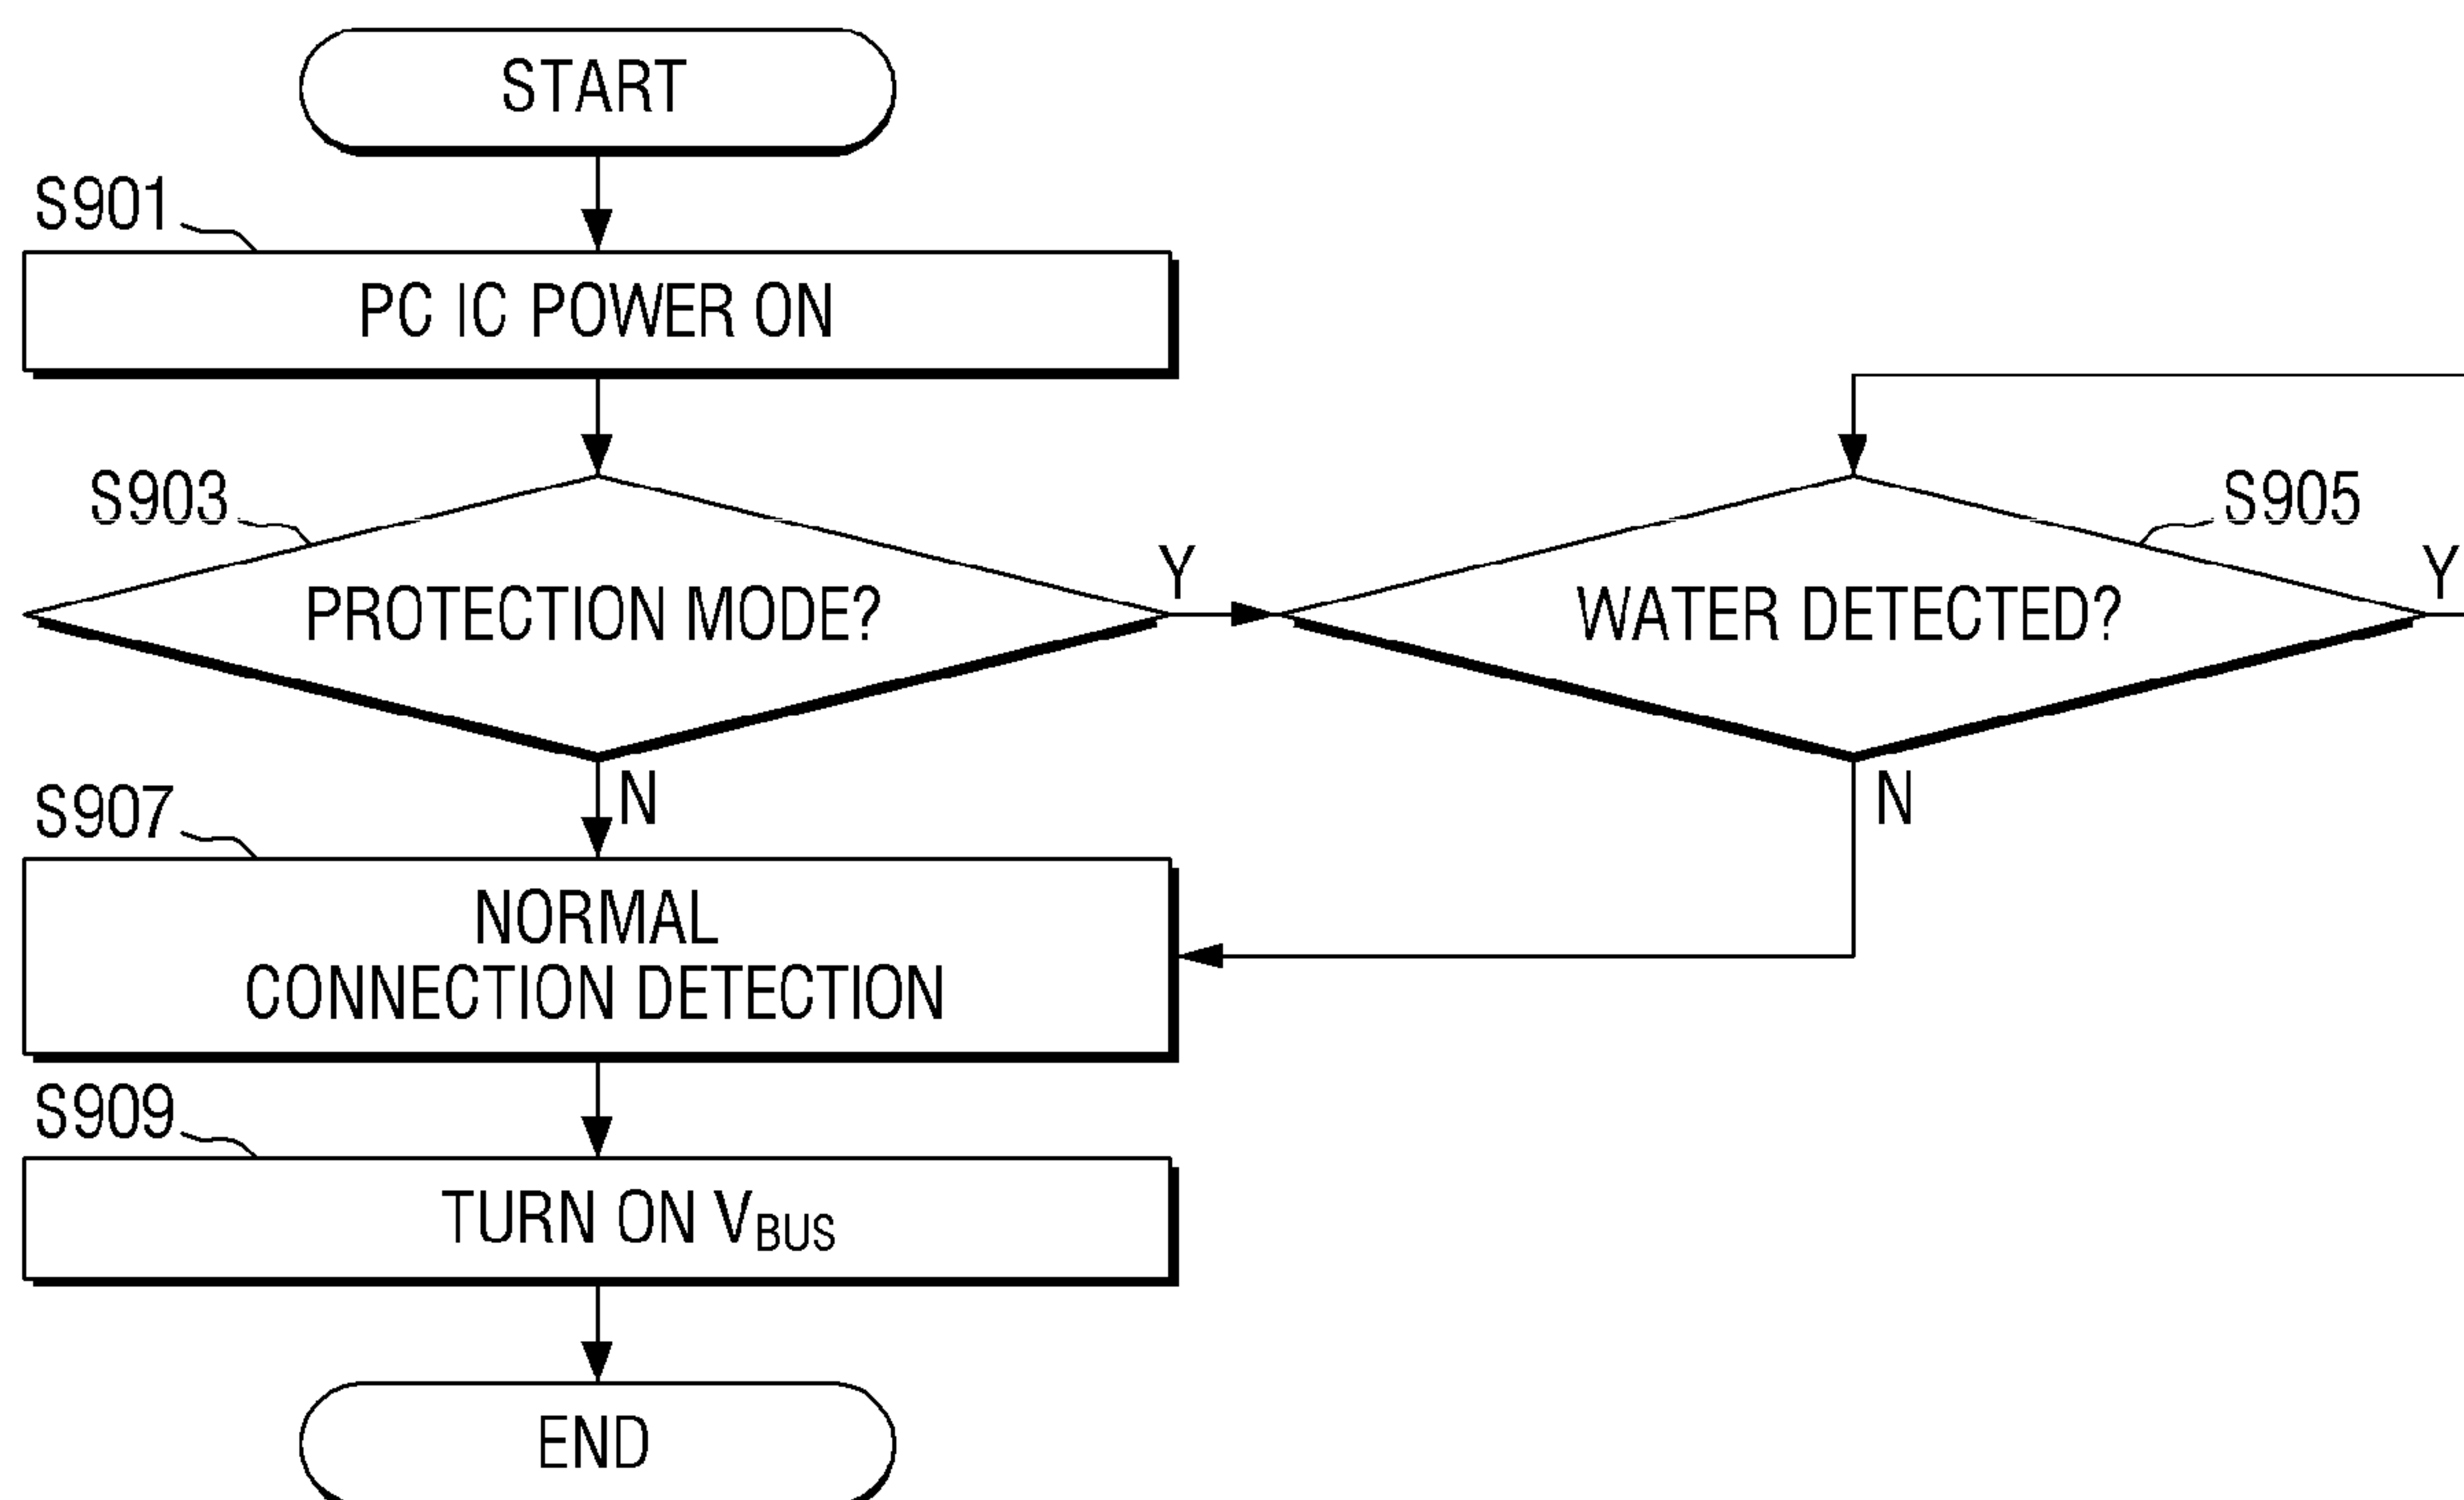 START
S901
PC IC POWER ON
S903
PROTECTION MODE?
Y
S905
WATER DETECTED?
Y
N
N
S907
NORMAL
CONNECTION DETECTION
S909
TURN ON VBUS
END